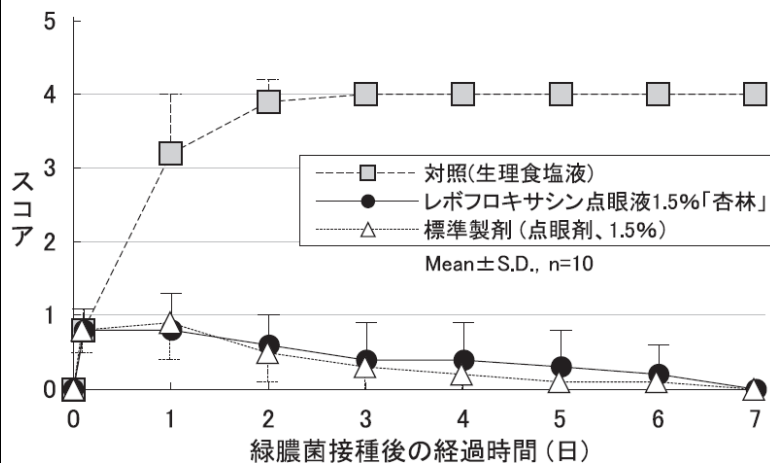 5
4
3
2
1
0
スコア
対照(生理食塩液)
レボフロキサシン点眼液1.5%「杏林」
標準製剤(点眼剤、1.5%)
Mean±S.D., n=10
0 1 2 3 4 5 6 7
緑膿菌接種後の経過時間(日)